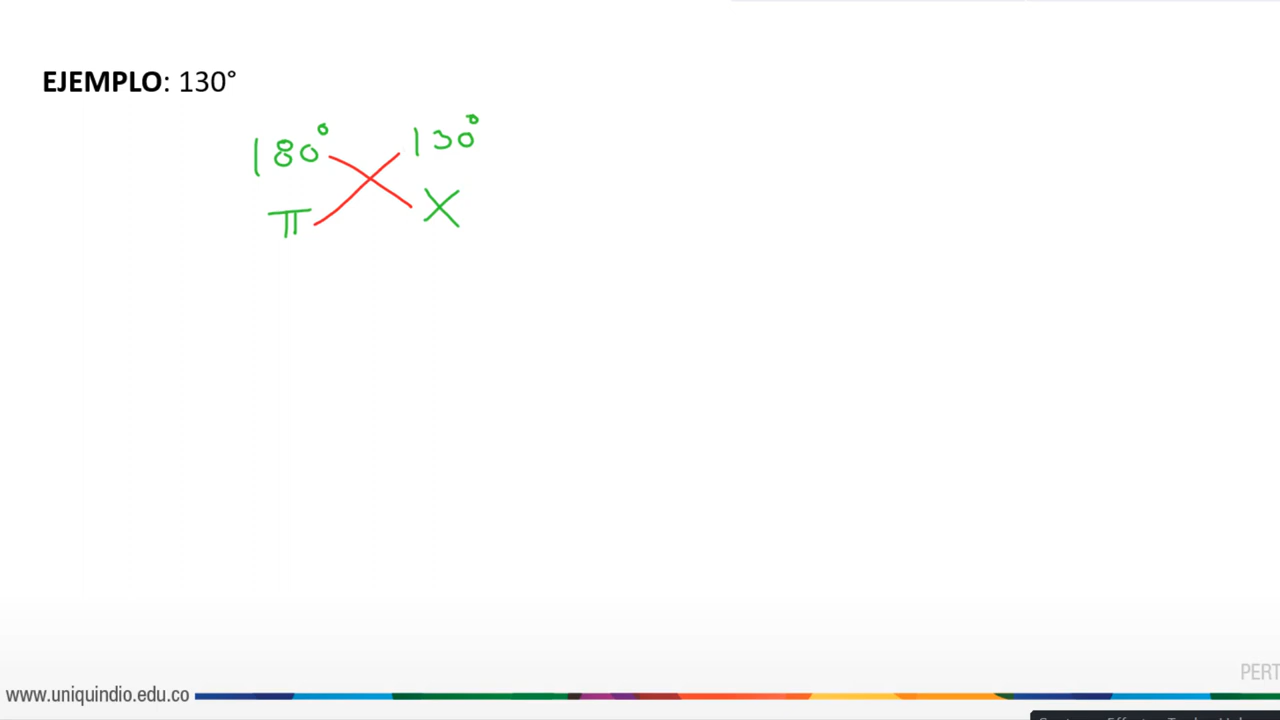 EJEMPLO: 130°
180° 130°
π X
www.uniquindio.edu.co
PERT